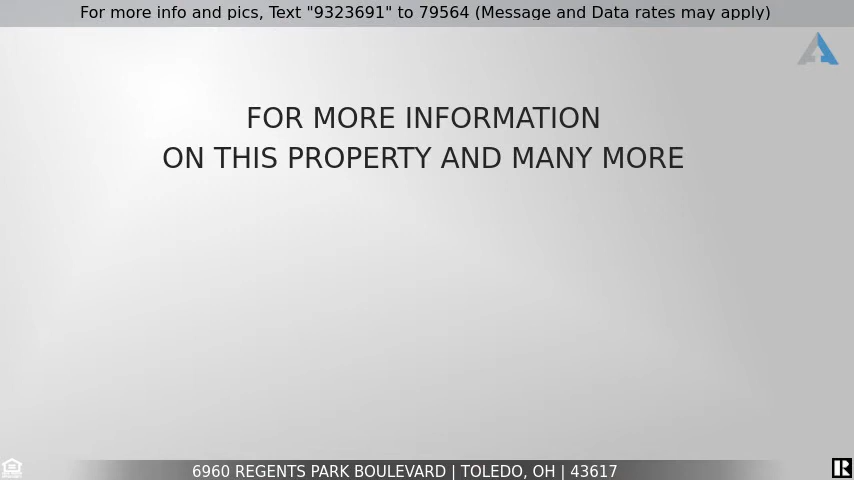 For more info and pics, Text "9323691" to 79564 (Message and Data rates may apply)
FOR MORE INFORMATION
ON THIS PROPERTY AND MANY MORE
6960 REGENTS PARK BOULEVARD | TOLEDO, OH | 43617